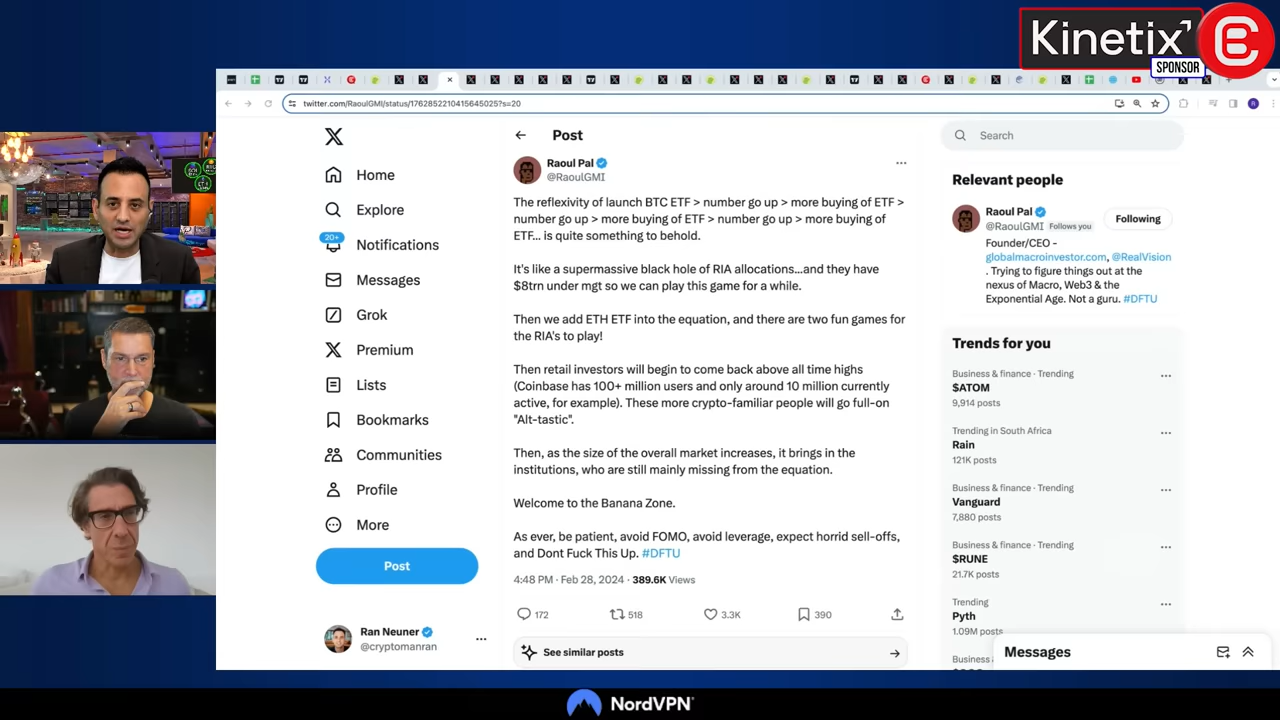 Kinetix
SPONSOR
twitter.com/RaoulGMI/status/1762852210415645025?s=20
Home
Explore
20+
Notifications
Messages
Grok
Premium
Lists
Bookmarks
Communities
Profile
More
Post
Ran Neuner
@cryptomanran
Post
Raoul Pal
@RaoulGMI
The reflexivity of launch BTC ETF > number go up > more buying of ETF >
number go up > more buying of ETF > number go up > more buying of
ETF... is quite something to behold.
It's like a supermassive black hole of RIA allocations...and they have
$8trn under mgt so we can play this game for a while.
Then we add ETH ETF into the equation, and there are two fun games for
the RIA's to play!
Then retail investors will begin to come back above all time highs
(Coinbase has 100+ million users and only around 10 million currently
active, for example). These more crypto-familiar people will go full-on
"Alt-tastic".
Then, as the size of the overall market increases, it brings in the
institutions, who are still mainly missing from the equation.
Welcome to the Banana Zone.
As ever, be patient, avoid FOMO, avoid leverage, expect horrid sell-offs,
and Dont Fuck This Up. #DFTU
4:48 PM · Feb 28, 2024 · 389.6K Views
172 518 3.3K 390
See similar posts
Search
Relevant people
Raoul Pal
@RaoulGMI Follows you
Following
Founder/CEO -
globalmacroinvestor.com, @RealVision
. Trying to figure things out at the
nexus of Macro, Web3 & the
Exponential Age. Not a guru. #DFTU
Trends for you
Business & finance · Trending
$ATOM
9,914 posts
Trending in South Africa
Rain
121K posts
Business & finance · Trending
Vanguard
7,880 posts
Business & finance · Trending
$RUNE
21.7K posts
Trending
Pyth
1.09M posts
Messages
NordVPN